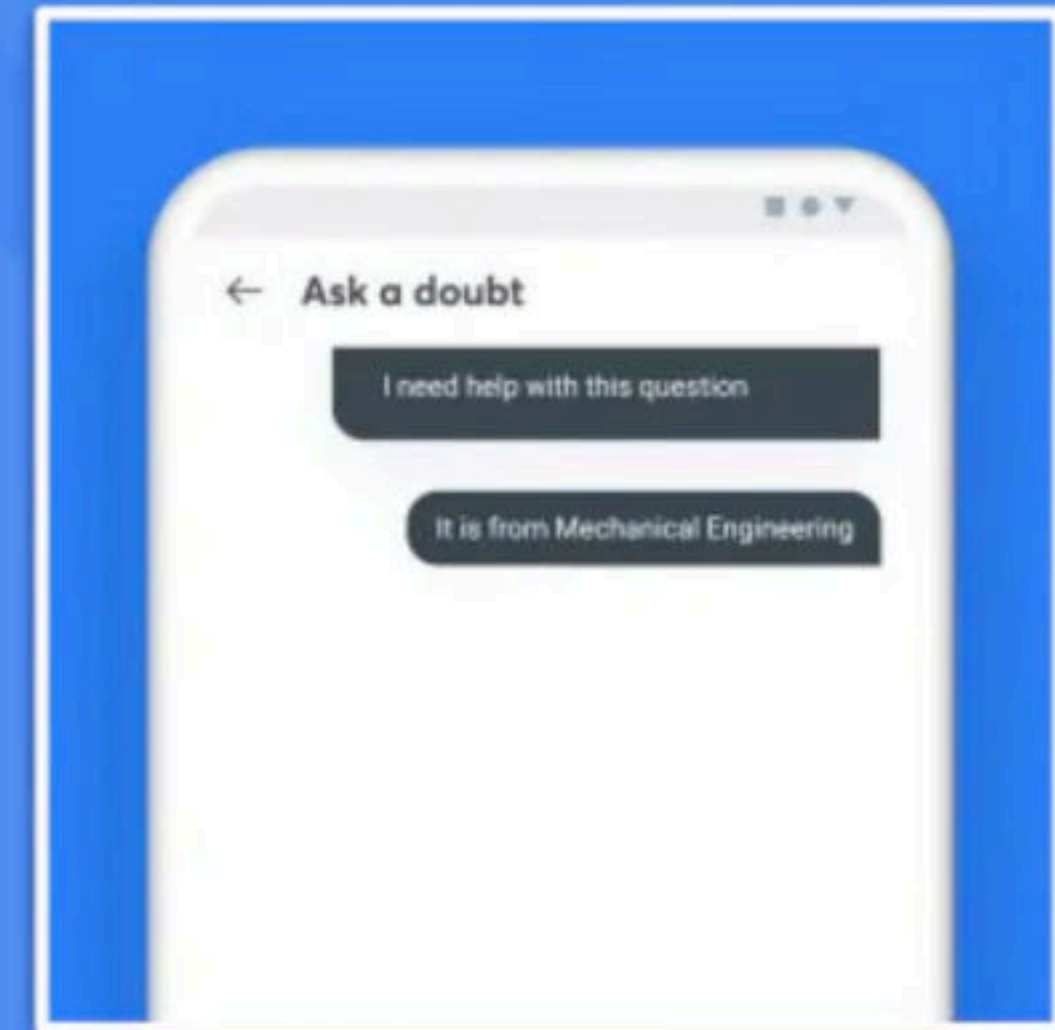 Ask a doubt
I need help with this question
It is from Mechanical Engineering